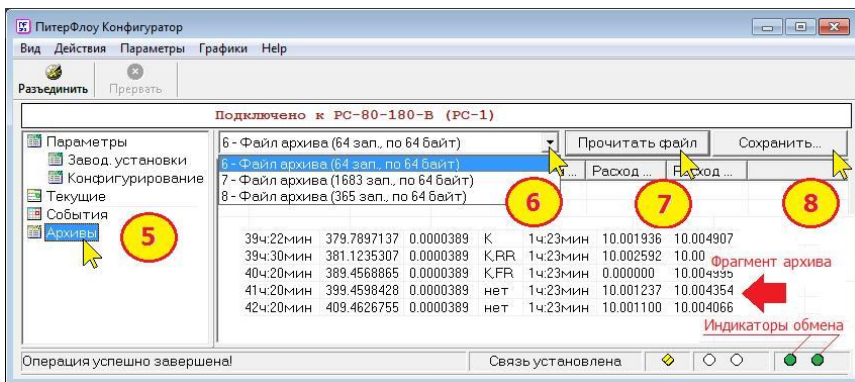 ПитерФлоу Конфигуратор
Вид Действия Параметры Графики Help
Разъединить Прервать
Подключено к РС-80-180-В (РС-1)
Параметры
Завод. установки
Конфигурирование
Текущие
События
Архивы
5
6 - Файл архива (64 зап., по 64 байт)
Прочитать файл
Сохранить...
6 - Файл архива (64 зап., по 64 байт)
7 - Файл архива (1683 зап., по 64 байт)
8 - Файл архива (365 зап., по 64 байт)
Расход ...
6
7
8
39ч:22мин 379.7897137 0.0000389 К 1ч:23мин 10.001936 10.004907
39ч:30мин 381.1235307 0.0000389 K,RR 1ч:23мин 10.002592 10.00
Фрагмент архива
40ч:20мин 389.4568865 0.0000389 K,FR 1ч:23мин 0.000000 10.004995
41ч:20мин 399.4598428 0.0000389 нет 1ч:23мин 10.001237 10.004354
42ч:20мин 409.4626755 0.0000389 нет 1ч:23мин 10.001100 10.004066
Индикаторы обмена
Операция успешно завершена!
Связь установлена